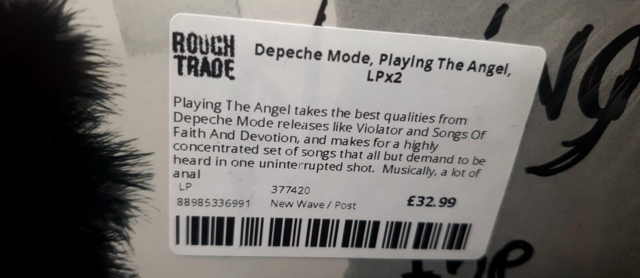 ROUGH
TRADE
Depeche Mode, Playing The Angel,
LPx2
Playing The Angel takes the best qualities from
Depeche Mode releases like Violator and Songs Of
Faith And Devotion, and makes for a highly
concentrated set of songs that all but demand to be
heard in one uninterrupted shot. Musically, a lot of
anal
LP 377420
88985336991 New Wave / Post £32.99